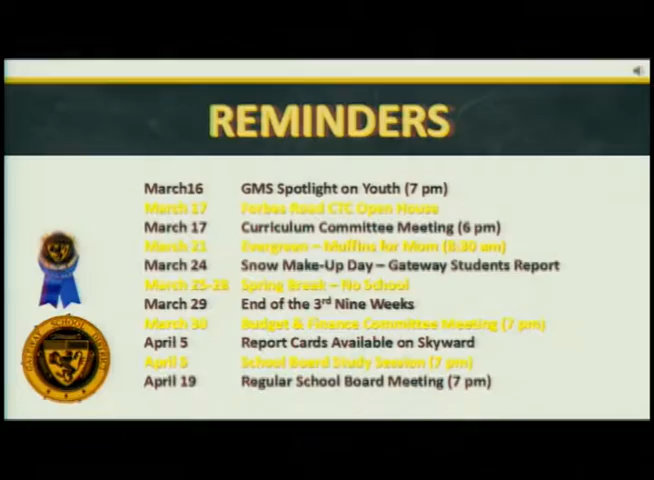 REMINDERS
March16 GMS Spotlight on Youth (7 pm)
March 17 Forbes Road CTC Open House
March 17 Curriculum Committee Meeting (6 pm)
March 21 Evergreen – Muffins for Mom (8:30 am)
March 24 Snow Make-Up Day – Gateway Students Report
March 25-28 Spring Break – No School
March 29 End of the 3rd Nine Weeks
March 30 Budget & Finance Committee Meeting (7 pm)
April 5 Report Cards Available on Skyward
April 5 School Board Study Session (7 pm)
April 19 Regular School Board Meeting (7 pm)
GATEWAY SCHOOL DISTRICT